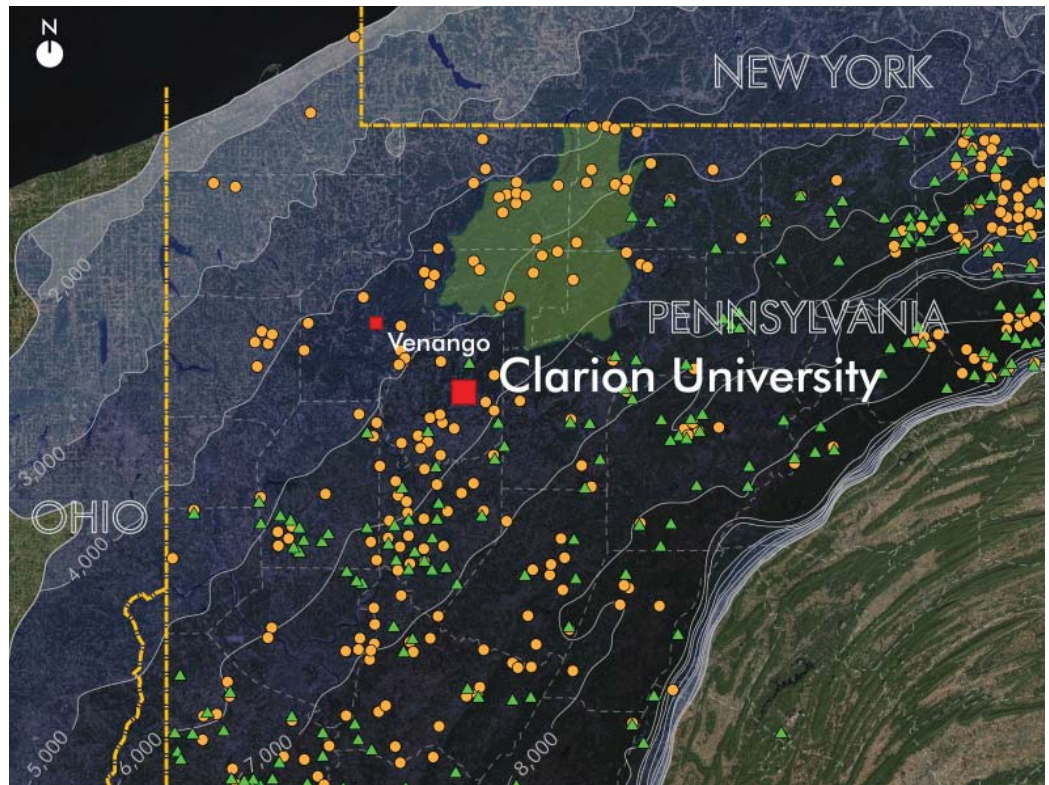 N
NEW YORK
2,000
PENNSYLVANIA
Venango
Clarion University
3,000
OHIO
4,000
5,000
6,000
7,000
8,000